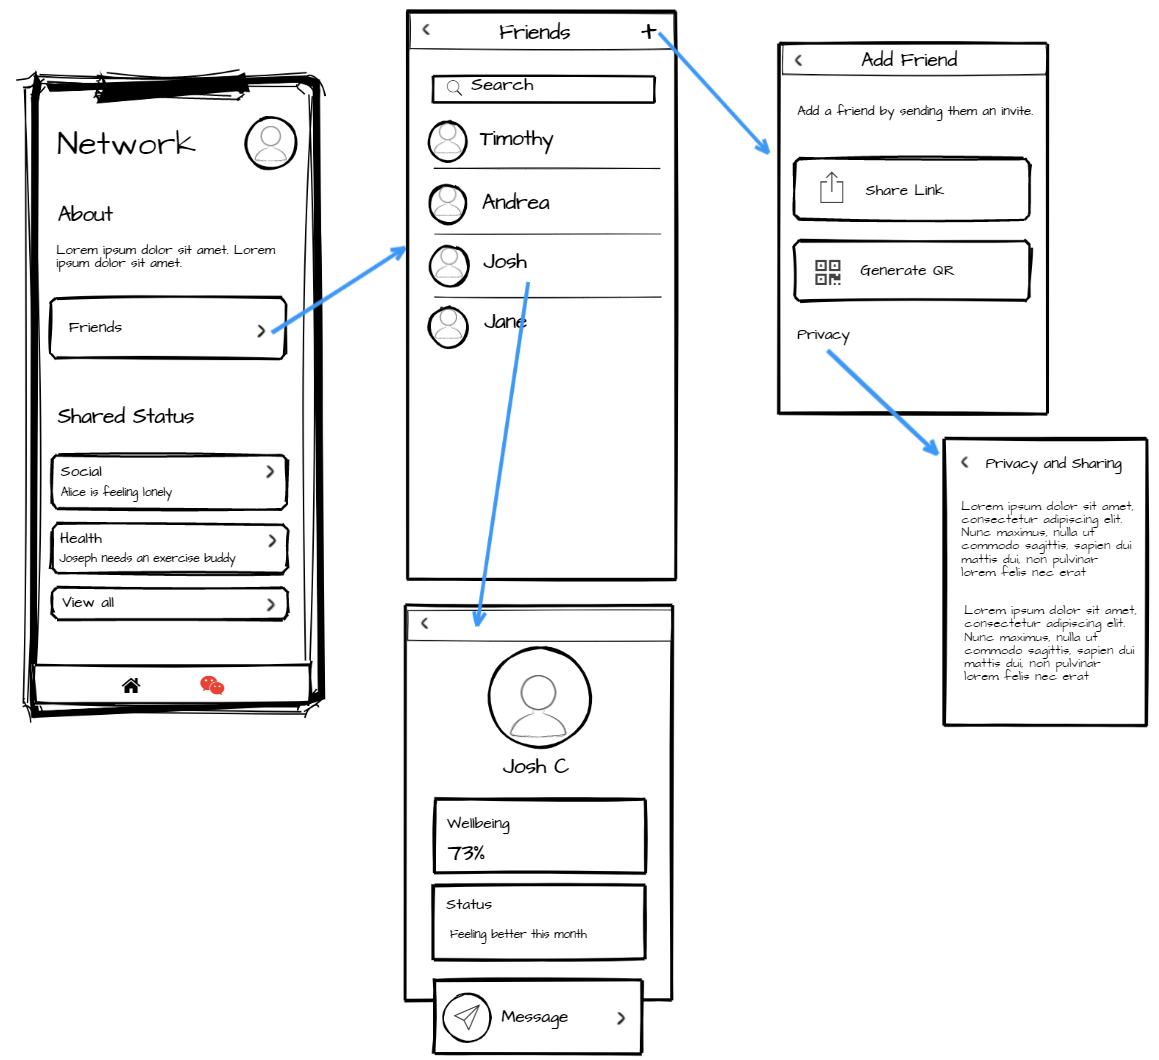 Network
About
Lorem ipsum dolor sit amet. Lorem
ipsum dolor sit amet.
Friends
Shared Status
Social
Alice is feeling lonely
Health
Joseph needs an exercise buddy
View all
Friends
Search
Timothy
Andrea
Josh
Jane
Josh C
Wellbeing
73%
Status
Feeling better this month
Message
Add Friend
Add a friend by sending them an invite.
Share Link
Generate QR
Privacy
Privacy and Sharing
Lorem ipsum dolor sit amet,
consectetur adipiscing elit.
Nunc maximus, nulla ut
commodo sagittis, sapien dui
mattis dui, non pulvinar
lorem felis nec erat
Lorem ipsum dolor sit amet,
consectetur adipiscing elit.
Nunc maximus, nulla ut
commodo sagittis, sapien dui
mattis dui, non pulvinar
lorem felis nec erat